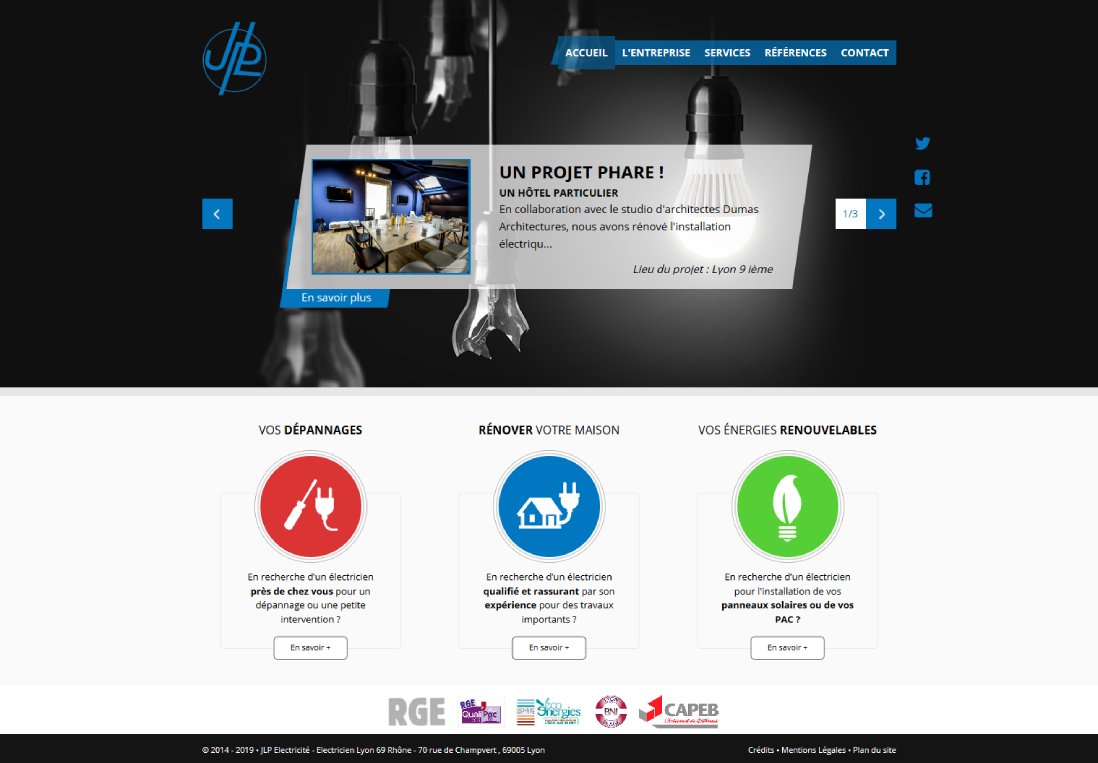 JLP
ACCUEIL L'ENTREPRISE SERVICES RÉFÉRENCES CONTACT
UN PROJET PHARE !
UN HÔTEL PARTICULIER
En collaboration avec le studio d'architectes Dumas
Architectures, nous avons rénové l'installation
électriqu...
Lieu du projet : Lyon 9 ième
1/3
En savoir plus
VOS DÉPANNAGES
En recherche d'un électricien
près de chez vous pour un
dépannage ou une petite
intervention ?
En savoir +
RÉNOVER VOTRE MAISON
En recherche d'un électricien
qualifié et rassurant par son
expérience pour des travaux
importants ?
En savoir +
VOS ÉNERGIES RENOUVELABLES
En recherche d'un électricien
pour l'installation de vos
panneaux solaires ou de vos
PAC ?
En savoir +
RGE
RGE
BNI
CAPEB
© 2014 - 2019 • JLP Electricité - Electricien Lyon 69 Rhône - 70 rue de Champvert , 69005 Lyon
Crédits • Mentions Légales • Plan du site